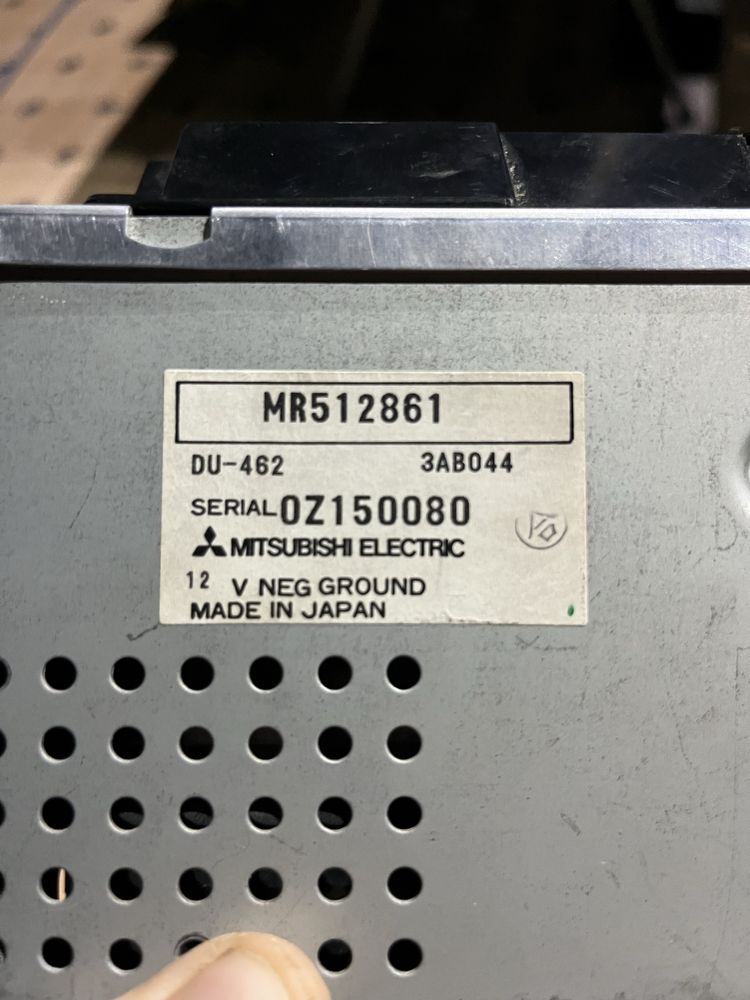 MR512861
DU-462 3AB044
SERIAL 0Z150080
MITSUBISHI ELECTRIC
12 V NEG GROUND
MADE IN JAPAN